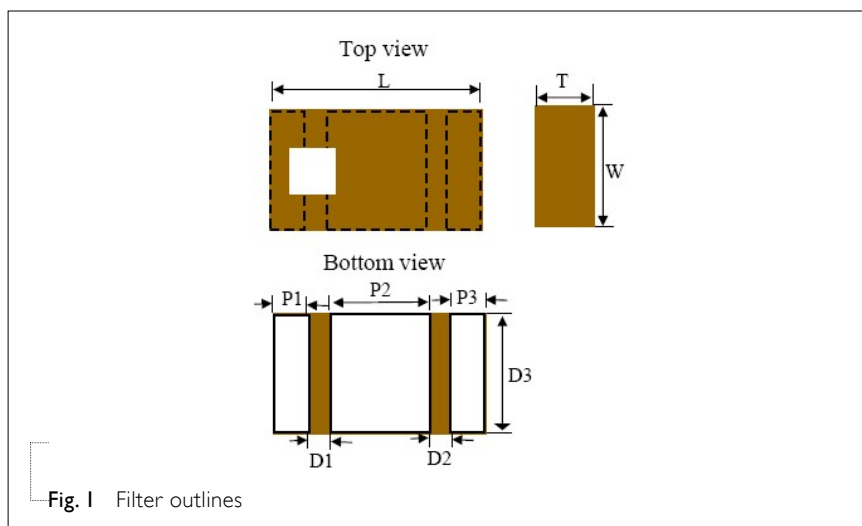 Top view
L
T
W
Bottom view
P1
P2
P3
D3
D1
D2
Fig. 1 Filter outlines